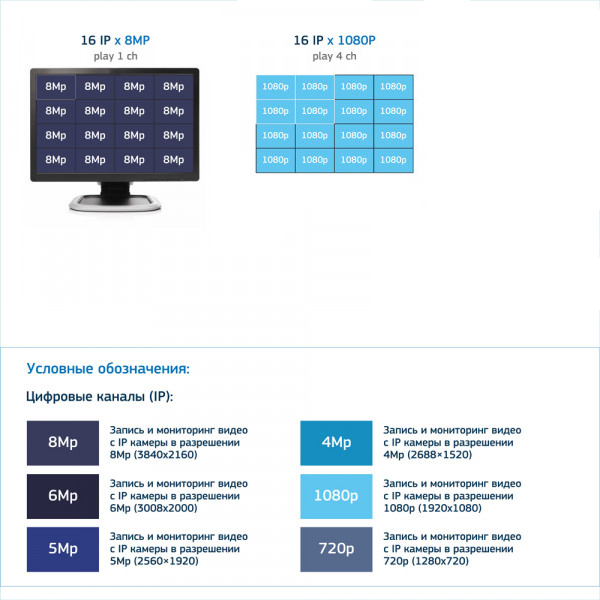 16 IP x 8MP
play 1 ch
8Mp 8Mp 8Mp 8Mp
8Mp 8Mp 8Mp 8Mp
8Mp 8Mp 8Mp 8Mp
8Mp 8Mp 8Mp 8Mp
16 IP x 1080P
play 4 ch
1080p 1080p 1080p 1080p
1080p 1080p 1080p 1080p
1080p 1080p 1080p 1080p
1080p 1080p 1080p 1080p
Условные обозначения:
Цифровые каналы (IP):
8Mp
Запись и мониторинг видео
с IP камеры в разрешении
8Mp (3840x2160)
6Mp
Запись и мониторинг видео
с IP камеры в разрешении
6Mp (3008x2000)
5Mp
Запись и мониторинг видео
с IP камеры в разрешении
5Mp (2560×1920)
4Mp
Запись и мониторинг видео
с IP камеры в разрешении
4Mp (2688×1520)
1080p
Запись и мониторинг видео
с IP камеры в разрешении
1080p (1920x1080)
720p
Запись и мониторинг видео
с IP камеры в разрешении
720p (1280x720)